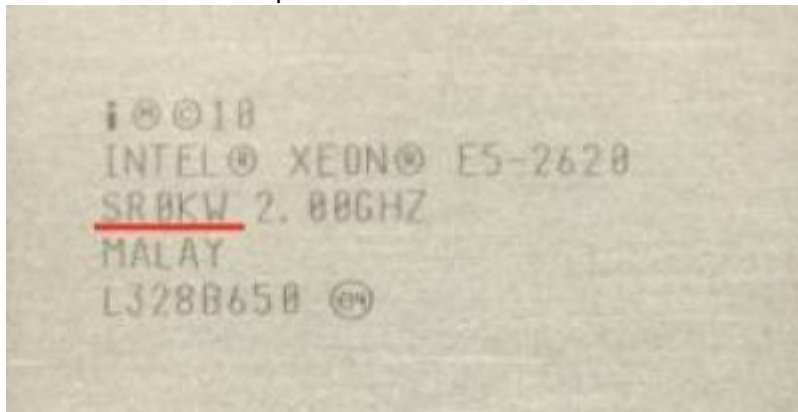 i Ⓜ © 10
INTEL® XEON® E5-2620
SR0KW 2.00GHZ
MALAY
L328B650 (e4)